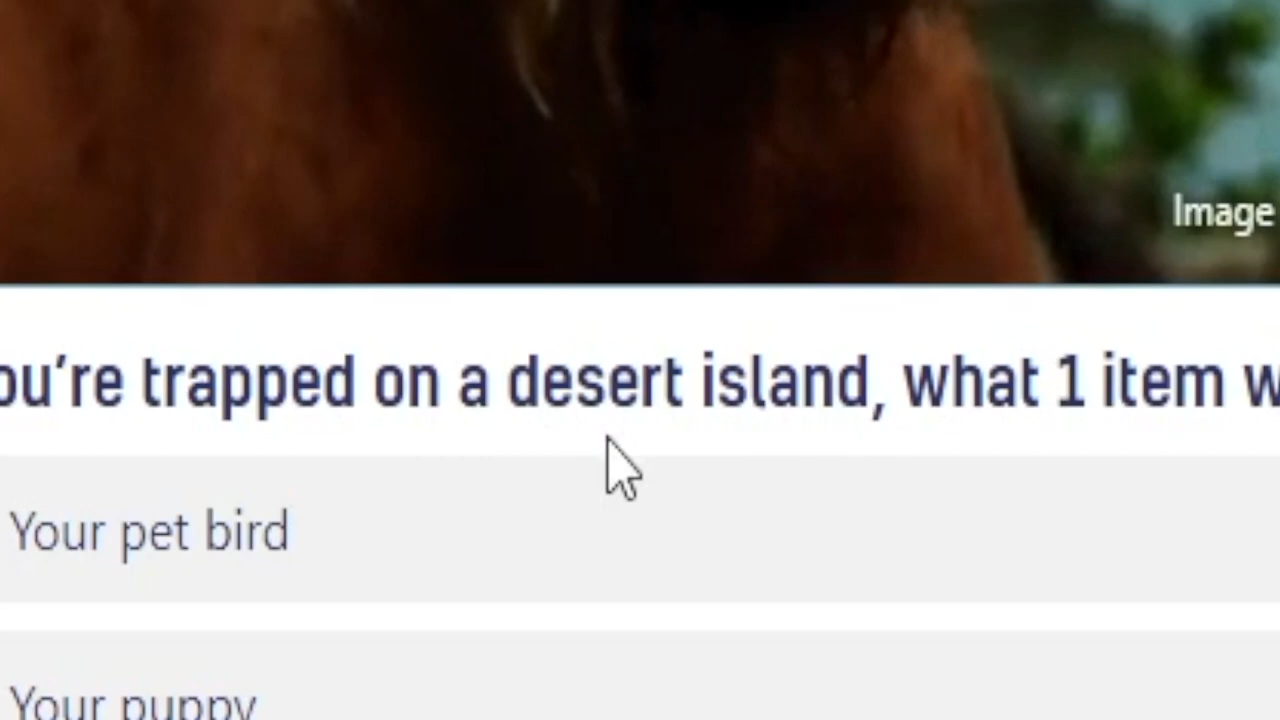 Image
ou’re trapped on a desert island, what 1 item w
Your pet bird
Your puppy